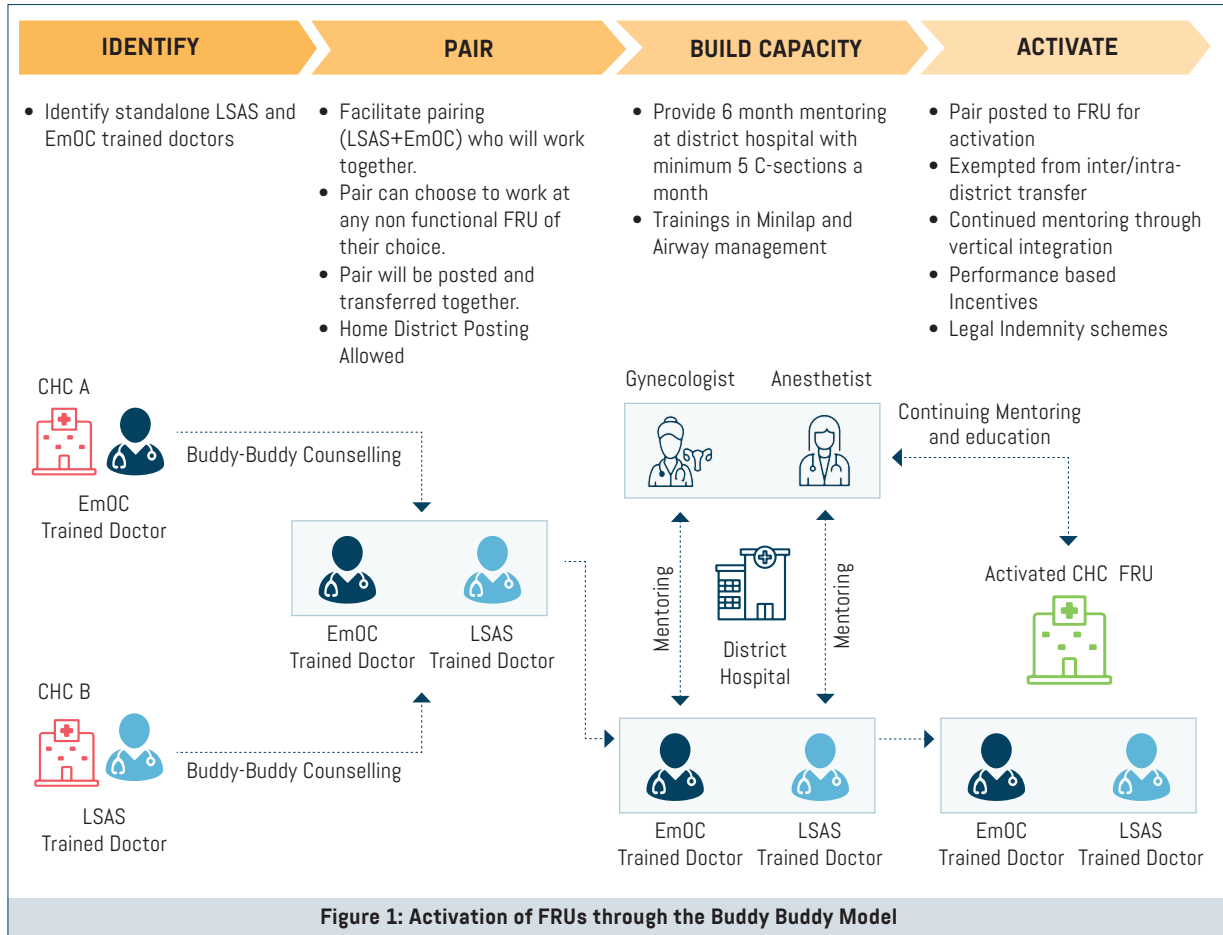 IDENTIFY
PAIR
BUILD CAPACITY
ACTIVATE
• Identify standalone LSAS and
EmOC trained doctors
• Facilitate pairing
(LSAS+EmOC) who will work
together.
• Pair can choose to work at
any non functional FRU of
their choice.
• Pair will be posted and
transferred together.
• Home District Posting
Allowed
• Provide 6 month mentoring
at district hospital with
minimum 5 C-sections a
month
• Trainings in Minilap and
Airway management
• Pair posted to FRU for
activation
• Exempted from inter/intra-
district transfer
• Continued mentoring through
vertical integration
• Performance based
Incentives
• Legal Indemnity schemes
CHC A
EmOC
Trained Doctor
Buddy-Buddy Counselling
CHC B
LSAS
Trained Doctor
Buddy-Buddy Counselling
EmOC
Trained Doctor
LSAS
Trained Doctor
Gynecologist
Anesthetist
Mentoring
District
Hospital
Mentoring
EmOC
Trained Doctor
LSAS
Trained Doctor
Continuing Mentoring
and education
Activated CHC FRU
EmOC
Trained Doctor
LSAS
Trained Doctor
Figure 1: Activation of FRUs through the Buddy Buddy Model